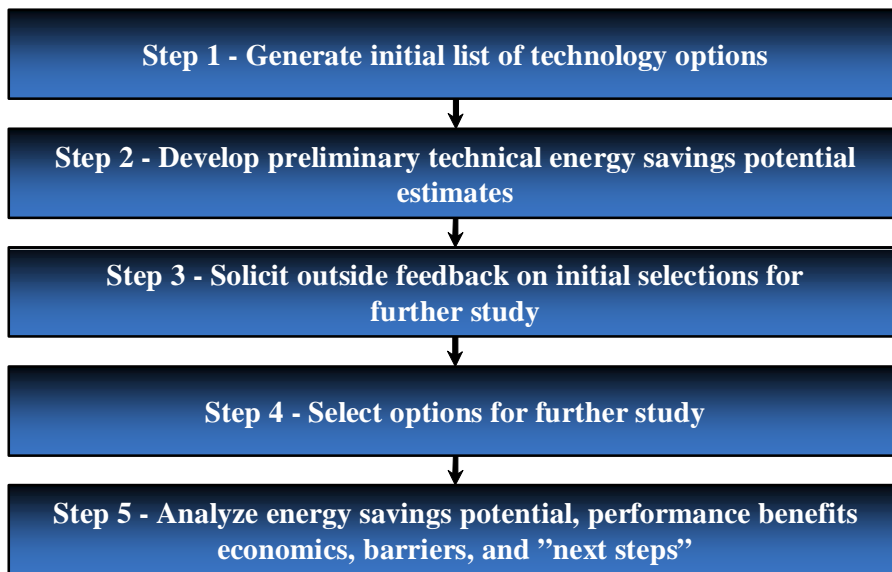 Step 1 - Generate initial list of technology options
Step 2 - Develop preliminary technical energy savings potential
estimates
Step 3 - Solicit outside feedback on initial selections for
further study
Step 4 - Select options for further study
Step 5 - Analyze energy savings potential, performance benefits
economics, barriers, and ”next steps”